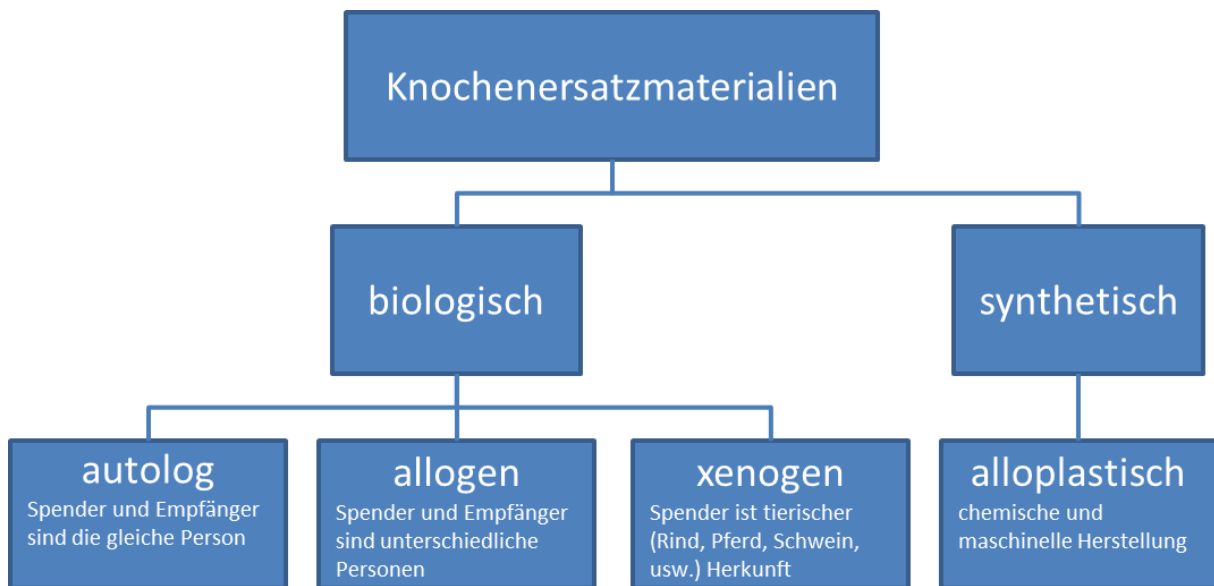 Knochenersatzmaterialien
biologisch
synthetisch
autolog
Spender und Empfänger
sind die gleiche Person
allogen
Spender und Empfänger
sind unterschiedliche
Personen
xenogen
Spender ist tierischer
(Rind, Pferd, Schwein,
usw.) Herkunft
alloplastisch
chemische und
maschinelle Herstellung